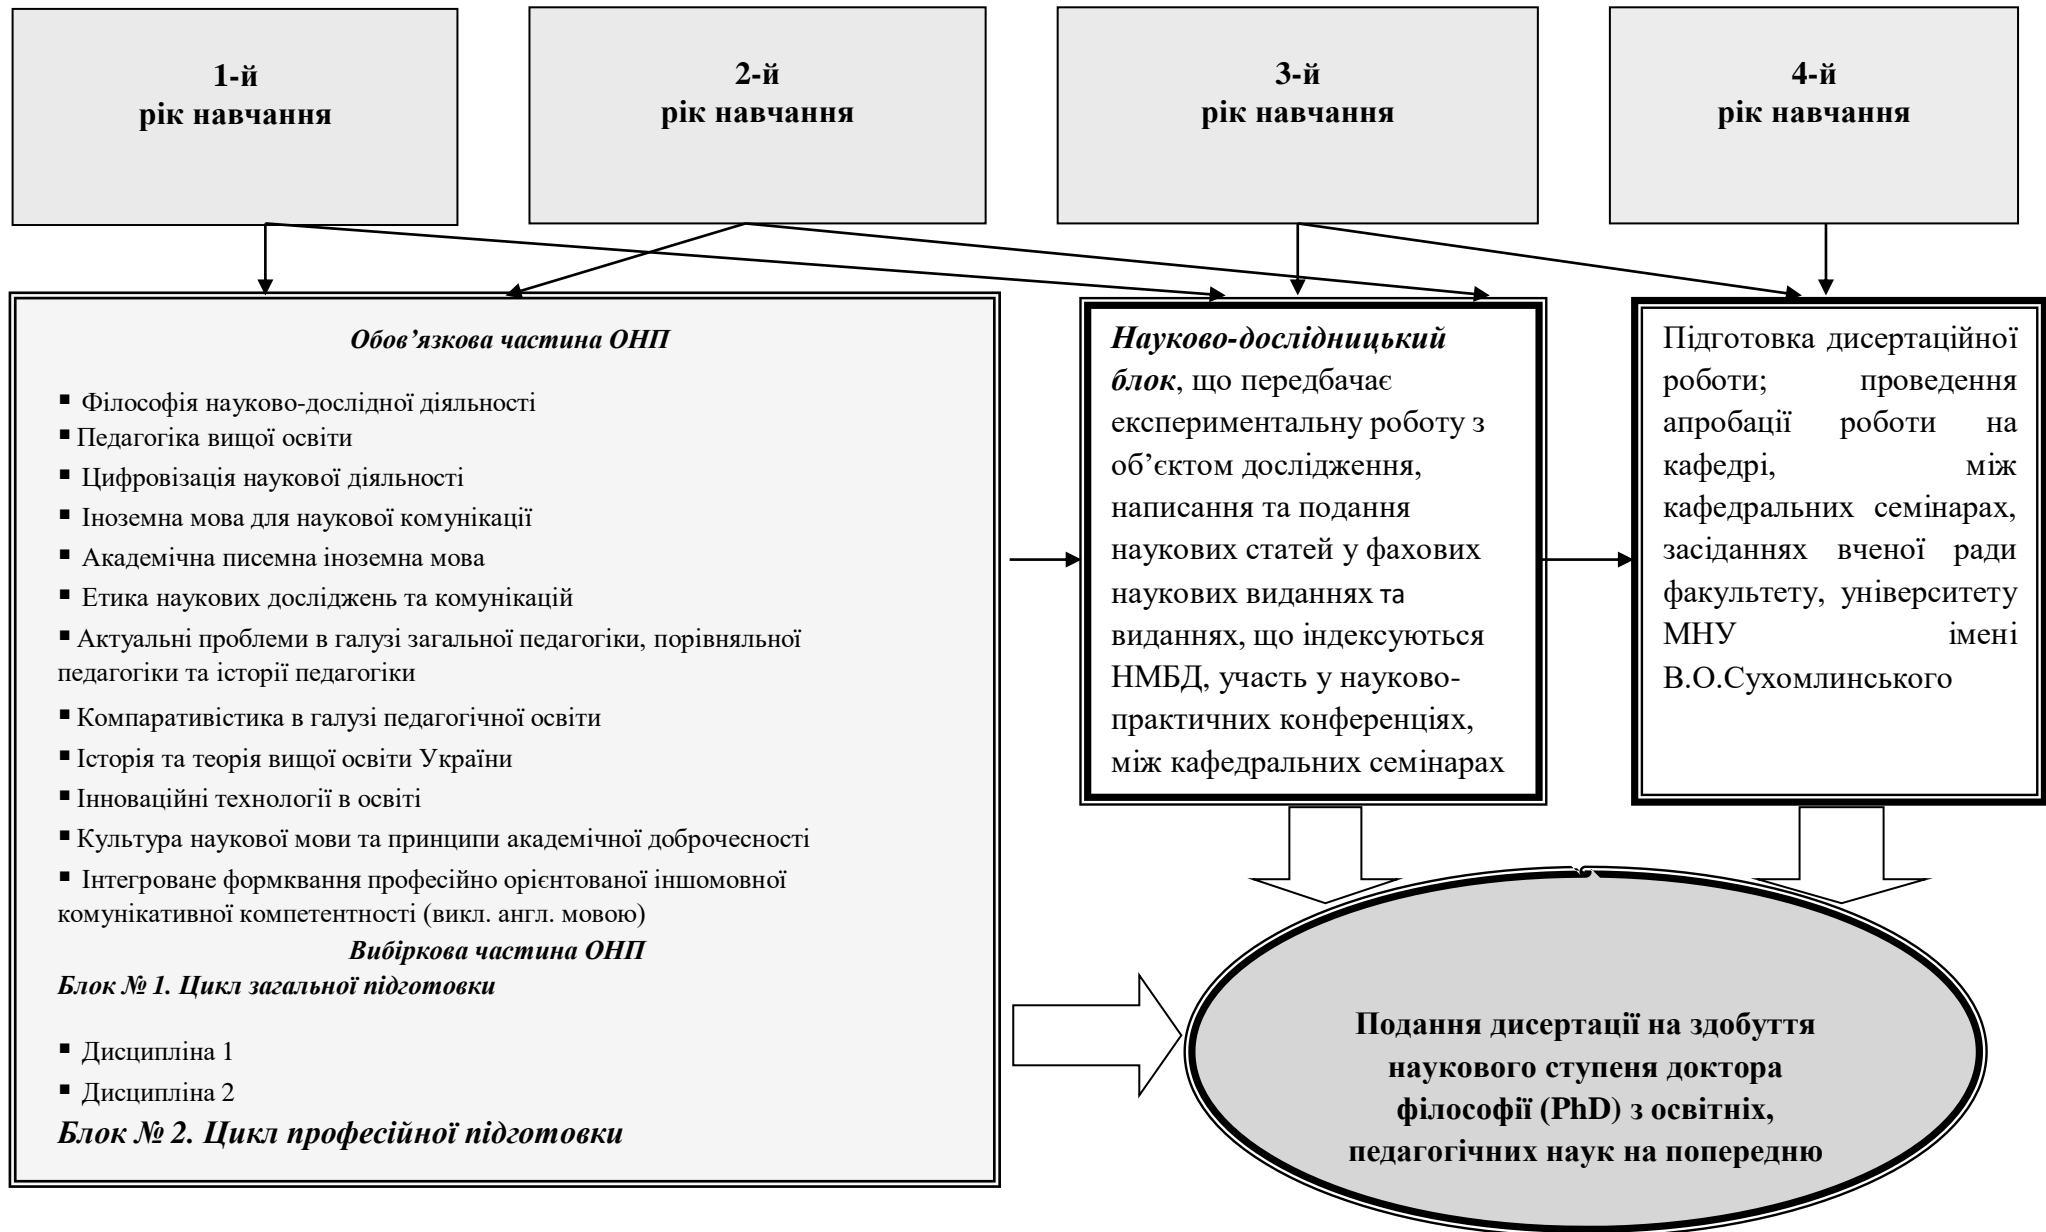 1-й
рік навчання
2-й
рік навчання
3-й
рік навчання
4-й
рік навчання
Обов’язкова частина ОНП
▪ Філософія науково-дослідної діяльності
▪ Педагогіка вищої освіти
▪ Цифровізація наукової діяльності
▪ Іноземна мова для наукової комунікації
▪ Академічна писемна іноземна мова
▪ Етика наукових досліджень та комунікацій
▪ Актуальні проблеми в галузі загальної педагогіки, порівняльної
педагогіки та історії педагогіки
▪ Компаративістика в галузі педагогічної освіти
▪ Історія та теорія вищої освіти України
▪ Інноваційні технології в освіті
▪ Культура наукової мови та принципи академічної доброчесності
▪ Інтегроване формквання професійно орієнтованої іншомовної
комунікативної компетентності (викл. англ. мовою)
Вибіркова частина ОНП
Блок № 1. Цикл загальної підготовки
▪ Дисципліна 1
▪ Дисципліна 2
Блок № 2. Цикл професійної підготовки
Науково-дослідницький
блок, що передбачає
експериментальну роботу з
об’єктом дослідження,
написання та подання
наукових статей у фахових
наукових виданнях та
виданнях, що індексуються
НМБД, участь у науково-
практичних конференціях,
між кафедральних семінарах
Підготовка дисертаційної
роботи; проведення
апробації роботи на
кафедрі, між
кафедральних семінарах,
засіданнях вченої ради
факультету, університету
МНУ імені
В.О.Сухомлинського
Подання дисертації на здобуття
наукового ступеня доктора
філософії (PhD) з освітніх,
педагогічних наук на попередню